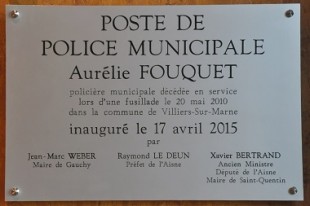 POSTE DE
POLICE MUNICIPALE
Aurélie FOUQUET
policière municipale décédée en service
lors d'une fusillade le 20 mai 2010
dans la commune de Villiers-Sur-Marne
inauguré le 17 avril 2015
par
Jean-Marc WEBER
Maire de Gauchy
Raymond LE DEUN
Préfet de l'Aisne
Xavier BERTRAND
Ancien Ministre
Député de l'Aisne
Maire de Saint-Quentin